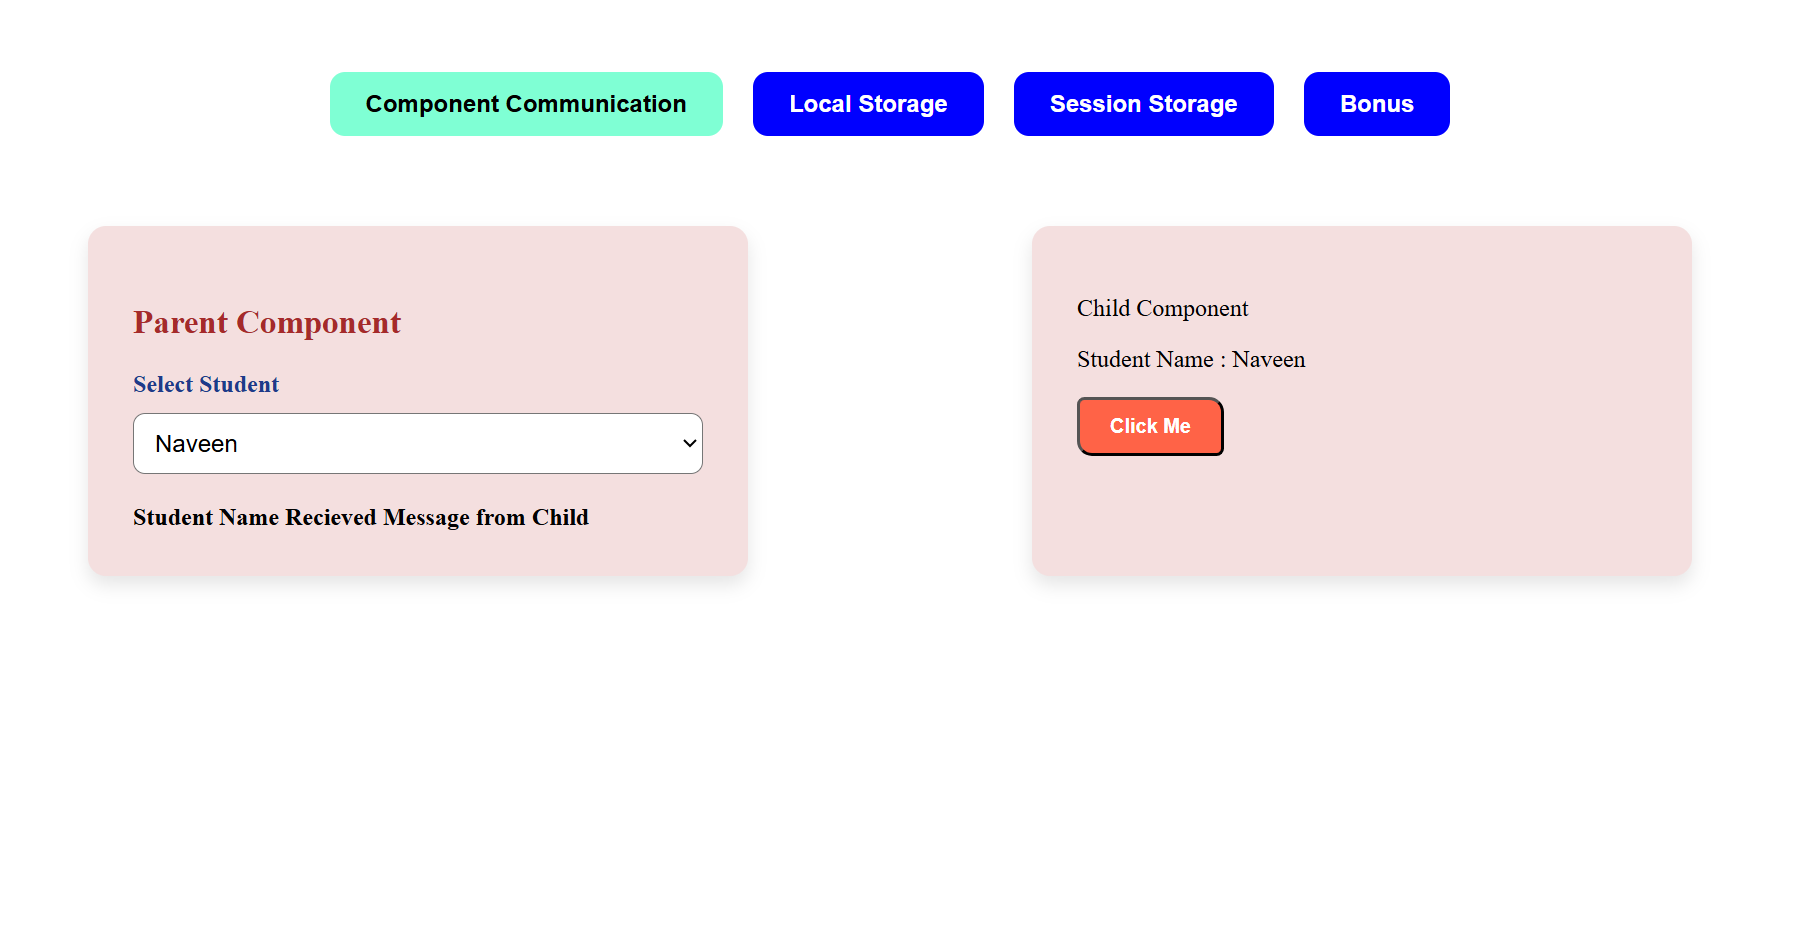 Component Communication
Local Storage
Session Storage
Bonus
Parent Component
Select Student
Naveen
Student Name Recieved Message from Child
Child Component
Student Name : Naveen
Click Me